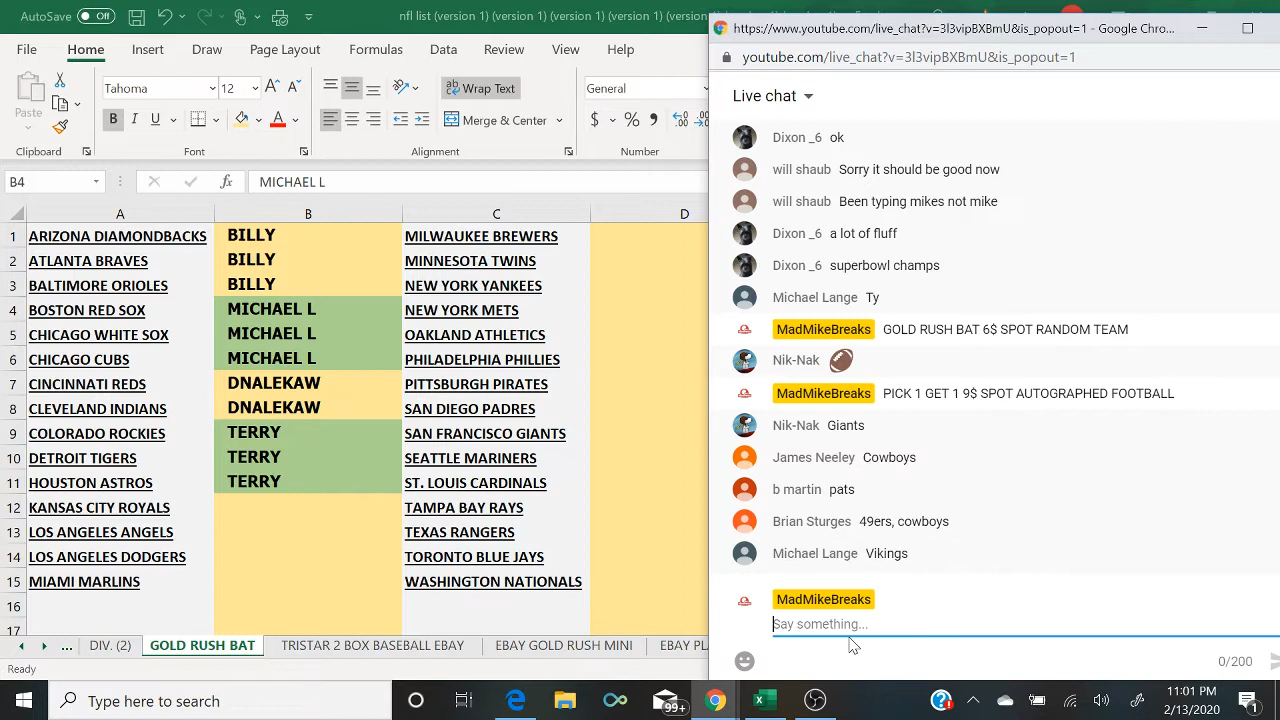 AutoSave Off
nfl list (version 1) (version 1) (version 1) (version 1)
File Home Insert Draw Page Layout Formulas Data Review View Help
Tahoma 12
Wrap Text
General
Paste
B I U A
Merge & Center
$ % 9
Clipboard Font Alignment Number
B4 fx MICHAEL L
A B C D
1 ARIZONA DIAMONDBACKS BILLY MILWAUKEE BREWERS
2 ATLANTA BRAVES BILLY MINNESOTA TWINS
3 BALTIMORE ORIOLES BILLY NEW YORK YANKEES
4 BOSTON RED SOX MICHAEL L NEW YORK METS
5 CHICAGO WHITE SOX MICHAEL L OAKLAND ATHLETICS
6 CHICAGO CUBS MICHAEL L PHILADELPHIA PHILLIES
7 CINCINNATI REDS DNALEKAW PITTSBURGH PIRATES
8 CLEVELAND INDIANS DNALEKAW SAN DIEGO PADRES
9 COLORADO ROCKIES TERRY SAN FRANCISCO GIANTS
10 DETROIT TIGERS TERRY SEATTLE MARINERS
11 HOUSTON ASTROS TERRY ST. LOUIS CARDINALS
12 KANSAS CITY ROYALS TAMPA BAY RAYS
13 LOS ANGELES ANGELS TEXAS RANGERS
14 LOS ANGELES DODGERS TORONTO BLUE JAYS
15 MIAMI MARLINS WASHINGTON NATIONALS
16
17
... DIV. (2) GOLD RUSH BAT TRISTAR 2 BOX BASEBALL EBAY EBAY GOLD RUSH MINI EBAY PL
Ready
https://www.youtube.com/live_chat?v=3l3vipBXBmU&is_popout=1 - Google Chro...
youtube.com/live_chat?v=3l3vipBXBmU&is_popout=1
Live chat
Dixon _6 ok
will shaub Sorry it should be good now
will shaub Been typing mikes not mike
Dixon _6 a lot of fluff
Dixon _6 superbowl champs
Michael Lange Ty
MadMikeBreaks GOLD RUSH BAT 6$ SPOT RANDOM TEAM
Nik-Nak
MadMikeBreaks PICK 1 GET 1 9$ SPOT AUTOGRAPHED FOOTBALL
Nik-Nak Giants
James Neeley Cowboys
b martin pats
Brian Sturges 49ers, cowboys
Michael Lange Vikings
MadMikeBreaks
Say something...
0/200
Type here to search
99+
11:01 PM
2/13/2020
1